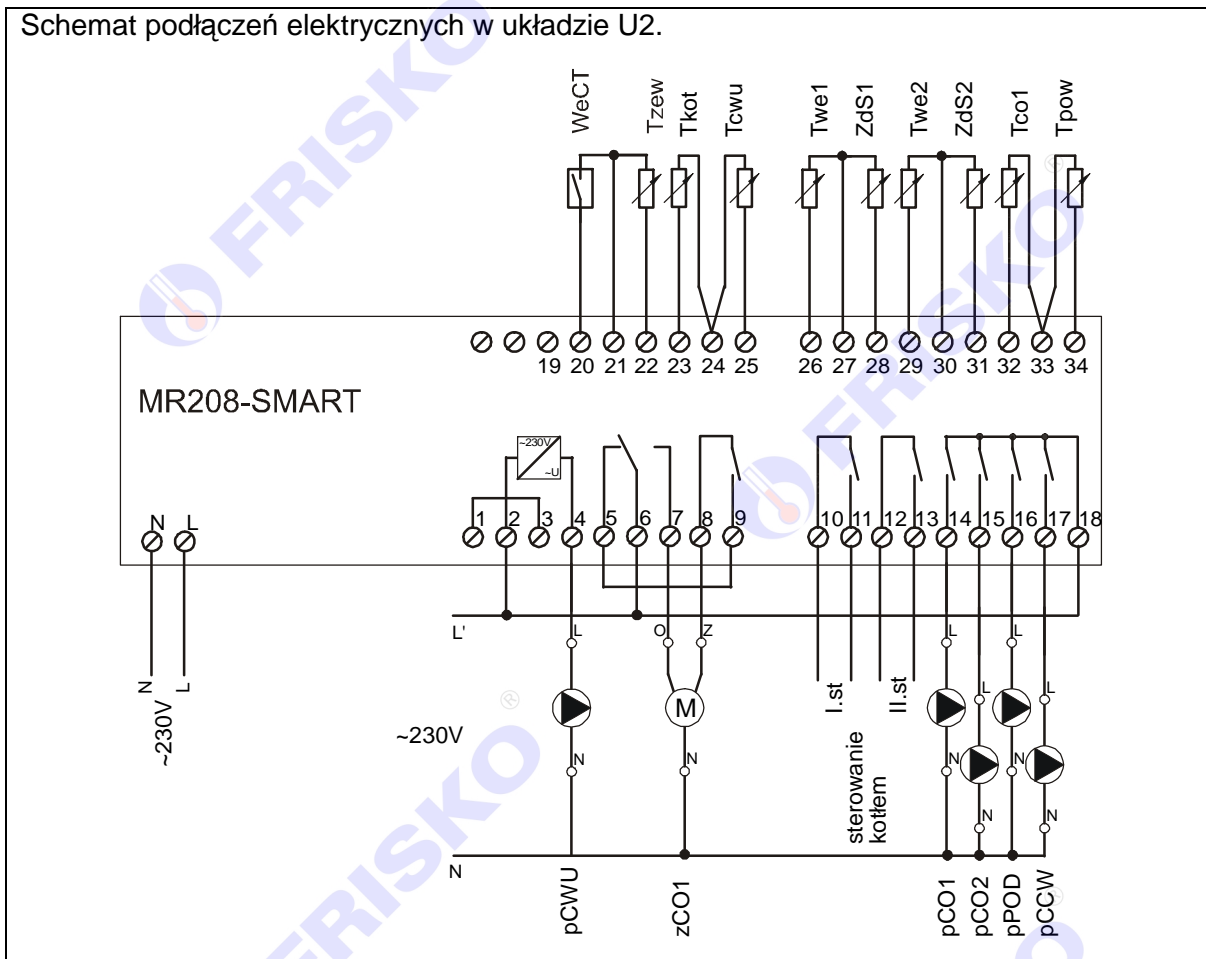 Schemat podłączeń elektrycznych w układzie U2.
WeCT Tzew Tkot Tcwu Twe1 ZdS1 Twe2 ZdS2 Tco1 Tpow
FRISKO ®
FRISKO ®
19 20 21 22 23 24 25 26 27 28 29 30 31 32 33 34
MR208-SMART
~230V
~U
N L
1 2 3 4 5 6 7 8 9 10 11 12 13 14 15 16 17 18
L' L O Z L L
N L
~230V
I.st II.st
L L
~230V
M
N N N N
sterowanie
kotłem
N N
N
pCWU zCO1 pCO1 pCO2 pPOD pCCW
FRISKO ®
®